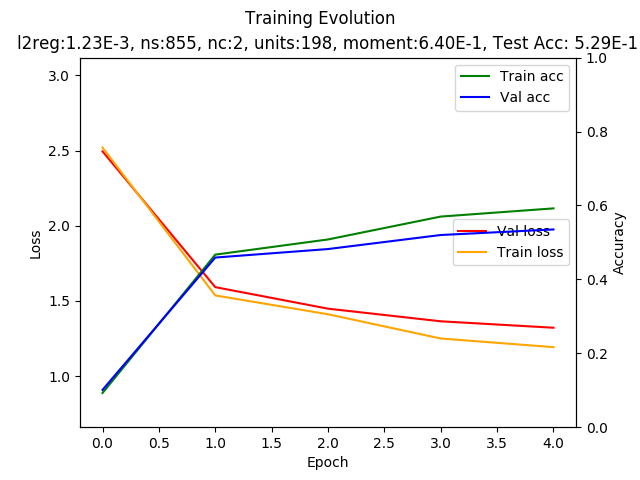 Training Evolution
l2reg:1.23E-3, ns:855, nc:2, units:198, moment:6.40E-1, Test Acc: 5.29E-1
3.0
2.5
2.0
1.5
1.0
Loss
1.0
0.8
0.6
0.4
0.2
0.0
Accuracy
Train acc
Val acc
Val loss
Train loss
0.0 0.5 1.0 1.5 2.0 2.5 3.0 3.5 4.0
Epoch